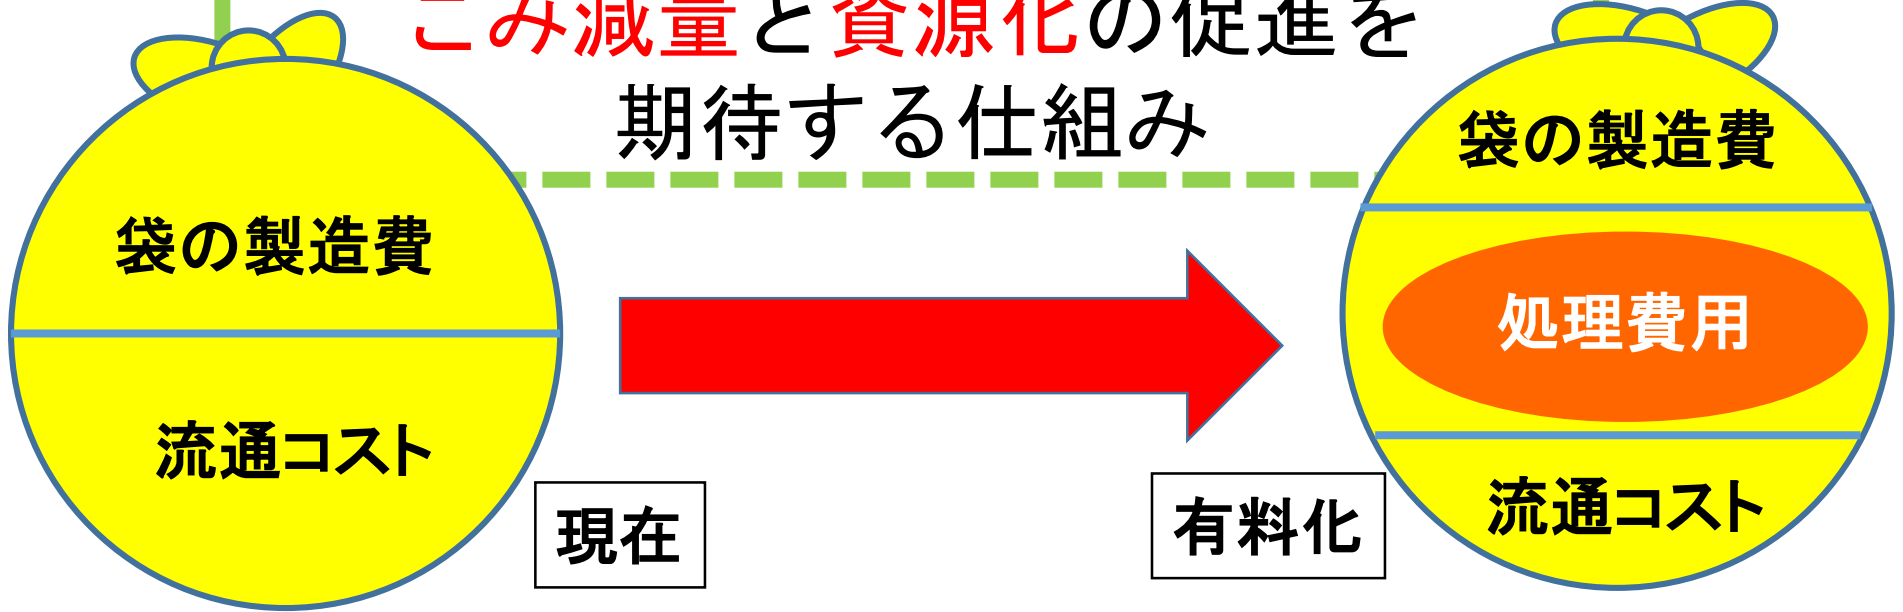 ごみ減量と資源化の促進を
期待する仕組み
袋の製造費
流通コスト
現在
袋の製造費
処理費用
流通コスト
有料化